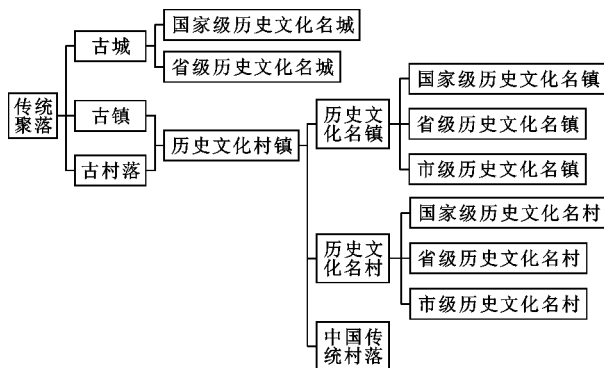 国家级历史文化名城
古城
省级历史文化名城
传统
聚落
古镇
古村落
历史文化村镇
历史文
化名镇
国家级历史文化名镇
省级历史文化名镇
市级历史文化名镇
历史文
化名村
国家级历史文化名村
省级历史文化名村
市级历史文化名村
中国传
统村落